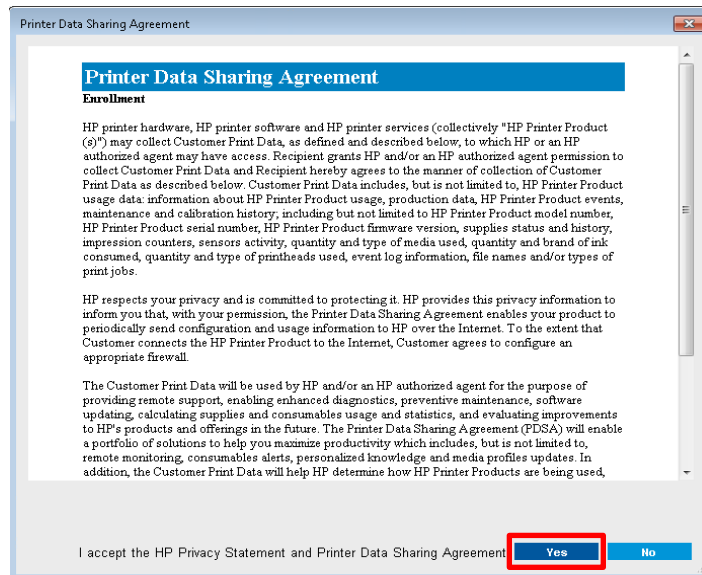 Printer Data Sharing Agreement
Printer Data Sharing Agreement
Enrollment
HP printer hardware, HP printer software and HP printer services (collectively "HP Printer Product
(s)") may collect Customer Print Data, as defined and described below, to which HP or an HP
authorized agent may have access. Recipient grants HP and/or an HP authorized agent permission to
collect Customer Print Data and Recipient hereby agrees to the manner of collection of Customer
Print Data as described below. Customer Print Data includes, but is not limited to, HP Printer Product
usage data: information about HP Printer Product usage, production data, HP Printer Product events,
maintenance and calibration history; including but not limited to HP Printer Product model number,
HP Printer Product serial number, HP Printer Product firmware version, supplies status and history,
impression counters, sensors activity, quantity and type of media used, quantity and brand of ink
consumed, quantity and type of printheads used, event log information, file names and/or types of
print jobs.
HP respects your privacy and is committed to protecting it. HP provides this privacy information to
inform you that, with your permission, the Printer Data Sharing Agreement enables your product to
periodically send configuration and usage information to HP over the Internet. To the extent that
Customer connects the HP Printer Product to the Internet, Customer agrees to configure an
appropriate firewall.
The Customer Print Data will be used by HP and/or an HP authorized agent for the purpose of
providing remote support, enabling enhanced diagnostics, preventive maintenance, software
updating, calculating supplies and consumables usage and statistics, and evaluating improvements
to HP's products and offerings in the future. The Printer Data Sharing Agreement (PDSA) will enable
a portfolio of solutions to help you maximize productivity which includes, but is not limited to,
remote monitoring, consumables alerts, personalized knowledge and media profiles updates. In
addition, the Customer Print Data will help HP determine how HP Printer Products are being used,
I accept the HP Privacy Statement and Printer Data Sharing Agreement Yes No